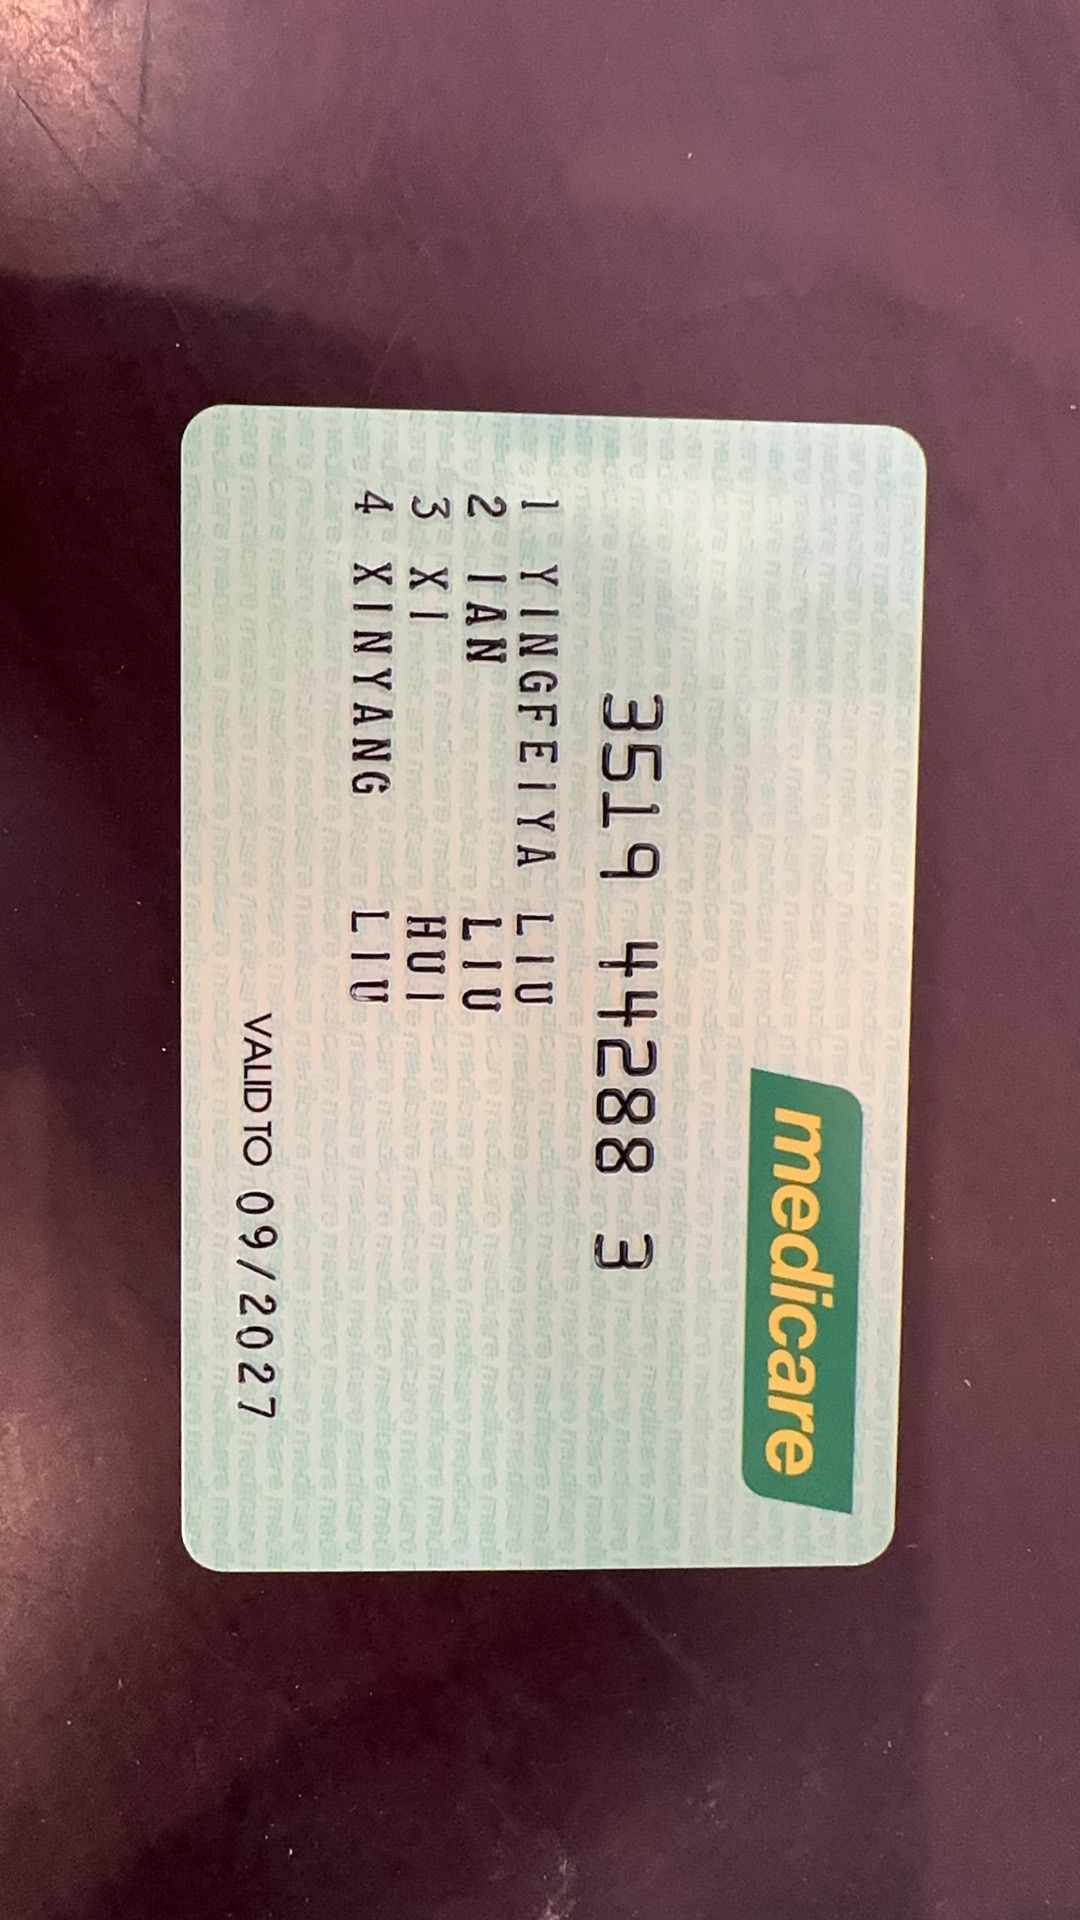 medicare
3519 44288 3
1 YINGFEIYA LIU
2 IAN LIU
3 XI HUI
4 XINYANG LIU
VALID TO 09/2027